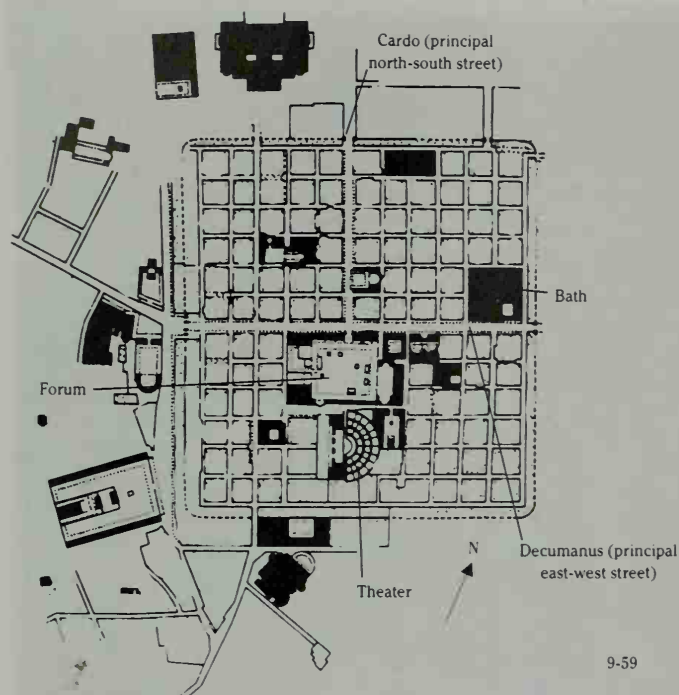 Cardo (principal
north-south street)
Bath
Forum
N
Decumanus (principal
east-west street)
Theater
9-59